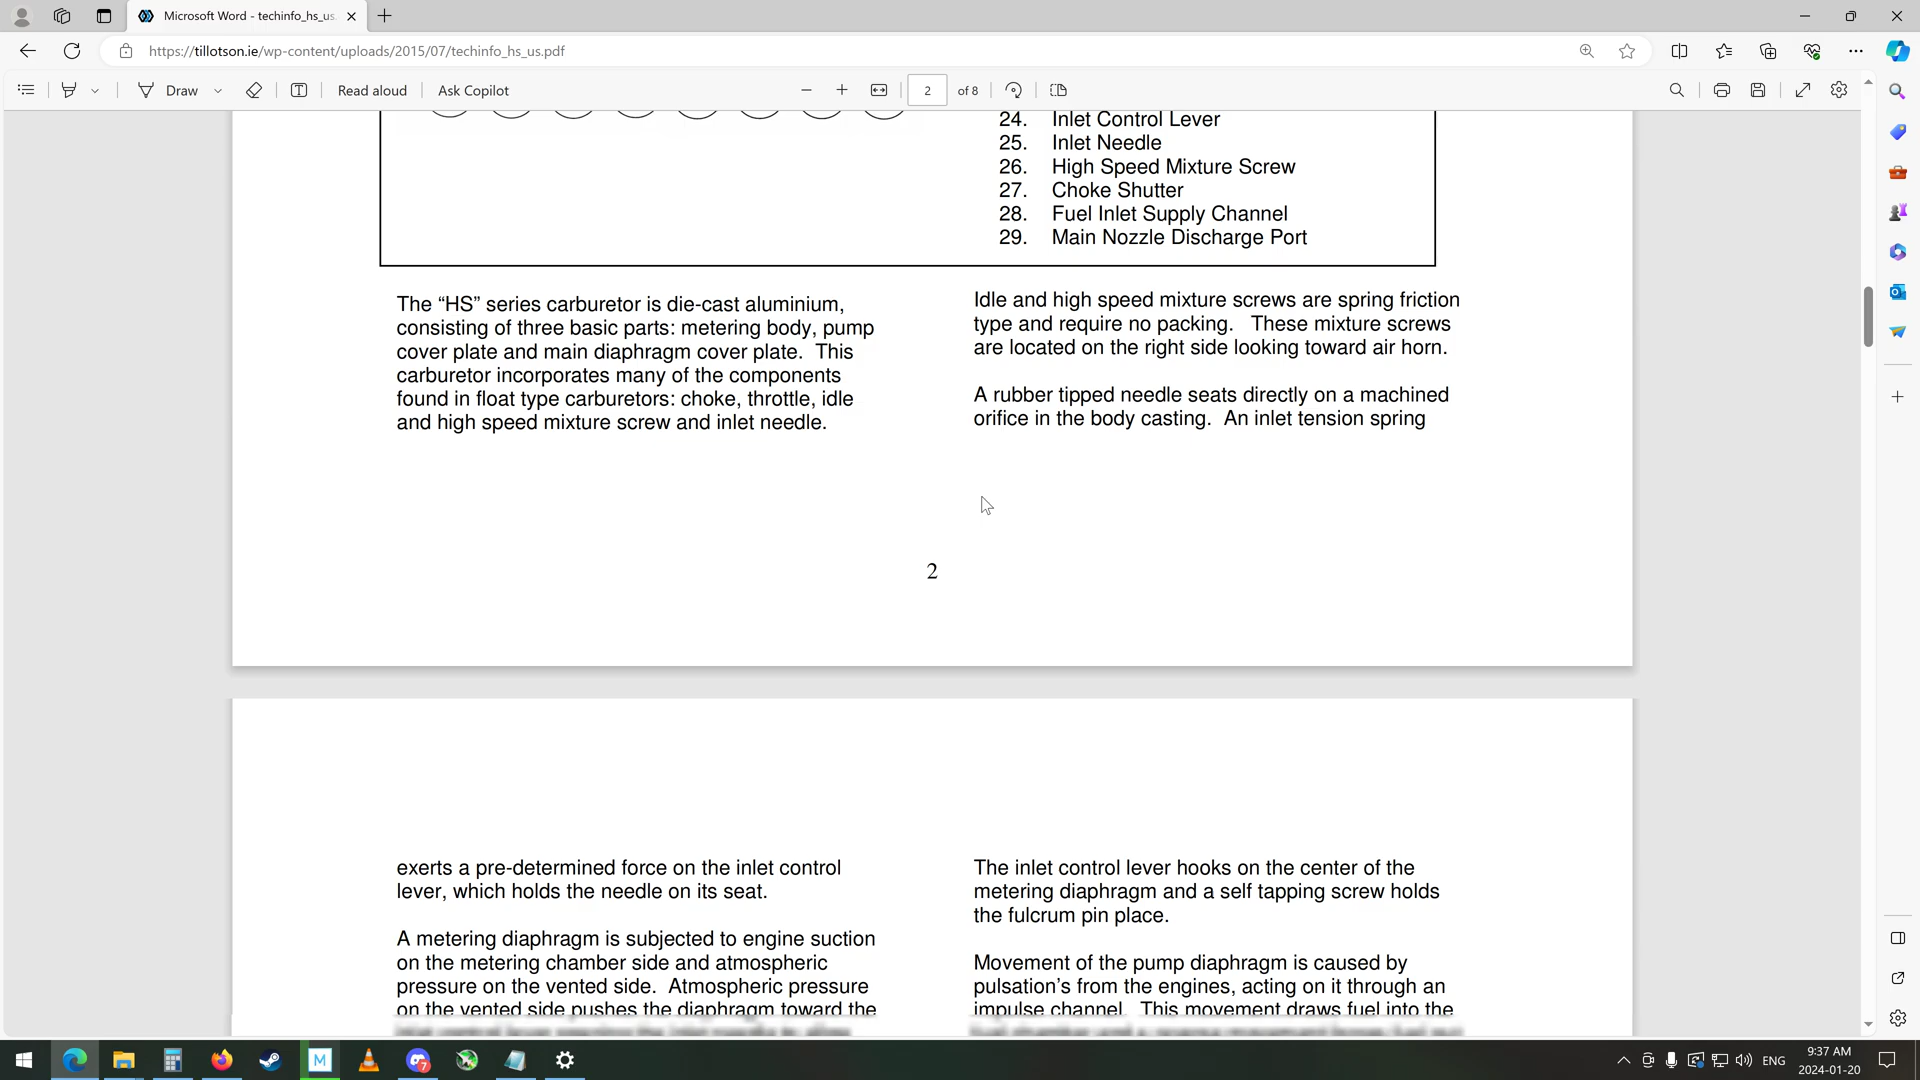 Microsoft Word - techinfo_hs_us.
https://tillotson.ie/wp-content/uploads/2015/07/techinfo_hs_us.pdf
Draw
Read aloud
Ask Copilot
2
of 8
24. Inlet Control Lever
25. Inlet Needle
26. High Speed Mixture Screw
27. Choke Shutter
28. Fuel Inlet Supply Channel
29. Main Nozzle Discharge Port
The “HS” series carburetor is die-cast aluminium,
consisting of three basic parts: metering body, pump
cover plate and main diaphragm cover plate. This
carburetor incorporates many of the components
found in float type carburetors: choke, throttle, idle
and high speed mixture screw and inlet needle.
Idle and high speed mixture screws are spring friction
type and require no packing. These mixture screws
are located on the right side looking toward air horn.
A rubber tipped needle seats directly on a machined
orifice in the body casting. An inlet tension spring
2
exerts a pre-determined force on the inlet control
lever, which holds the needle on its seat.
A metering diaphragm is subjected to engine suction
on the metering chamber side and atmospheric
pressure on the vented side. Atmospheric pressure
on the vented side pushes the diaphragm toward the
The inlet control lever hooks on the center of the
metering diaphragm and a self tapping screw holds
the fulcrum pin place.
Movement of the pump diaphragm is caused by
pulsation's from the engines, acting on it through an
impulse channel. This movement draws fuel into the
M
7
ENG
9:37 AM
2024-01-20